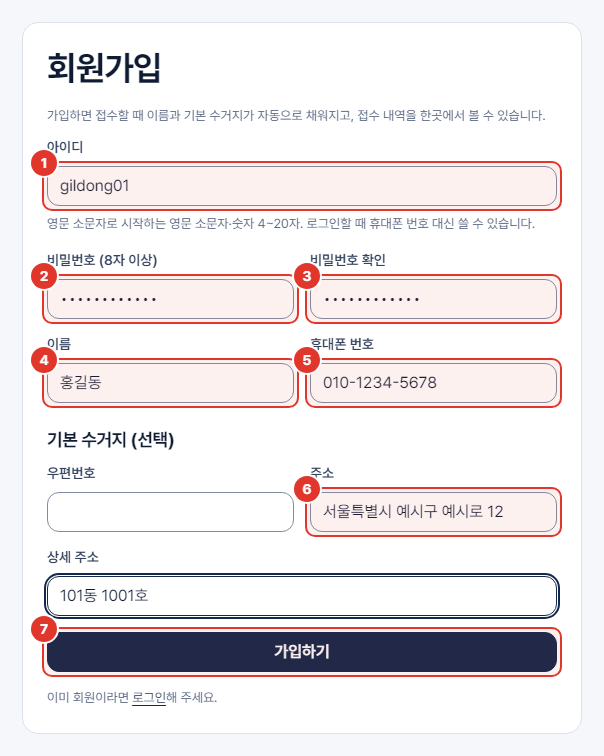 회원가입
가입하면 접수할 때 이름과 기본 수거지가 자동으로 채워지고, 접수 내역을 한곳에서 볼 수 있습니다.
아이디
1
gildong01
영문 소문자로 시작하는 영문 소문자·숫자 4~20자. 로그인할 때 휴대폰 번호 대신 쓸 수 있습니다.
비밀번호 (8자 이상) 비밀번호 확인
2 3
•••••••••••• ••••••••••••
이름 휴대폰 번호
4 5
홍길동 010-1234-5678
기본 수거지 (선택)
우편번호 주소
6
서울특별시 예시구 예시로 12
상세 주소
101동 1001호
7
가입하기
이미 회원이라면 로그인해 주세요.